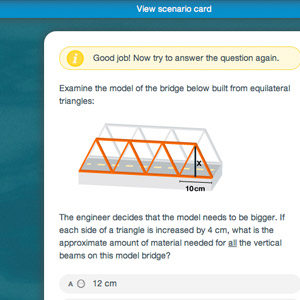 View scenario card
Good job! Now try to answer the question again.
Examine the model of the bridge below built from equilateral
triangles:
x
10cm
The engineer decides that the model needs to be bigger. If
each side of a triangle is increased by 4 cm, what is the
approximate amount of material needed for all the vertical
beams on this model bridge?
A 12 cm